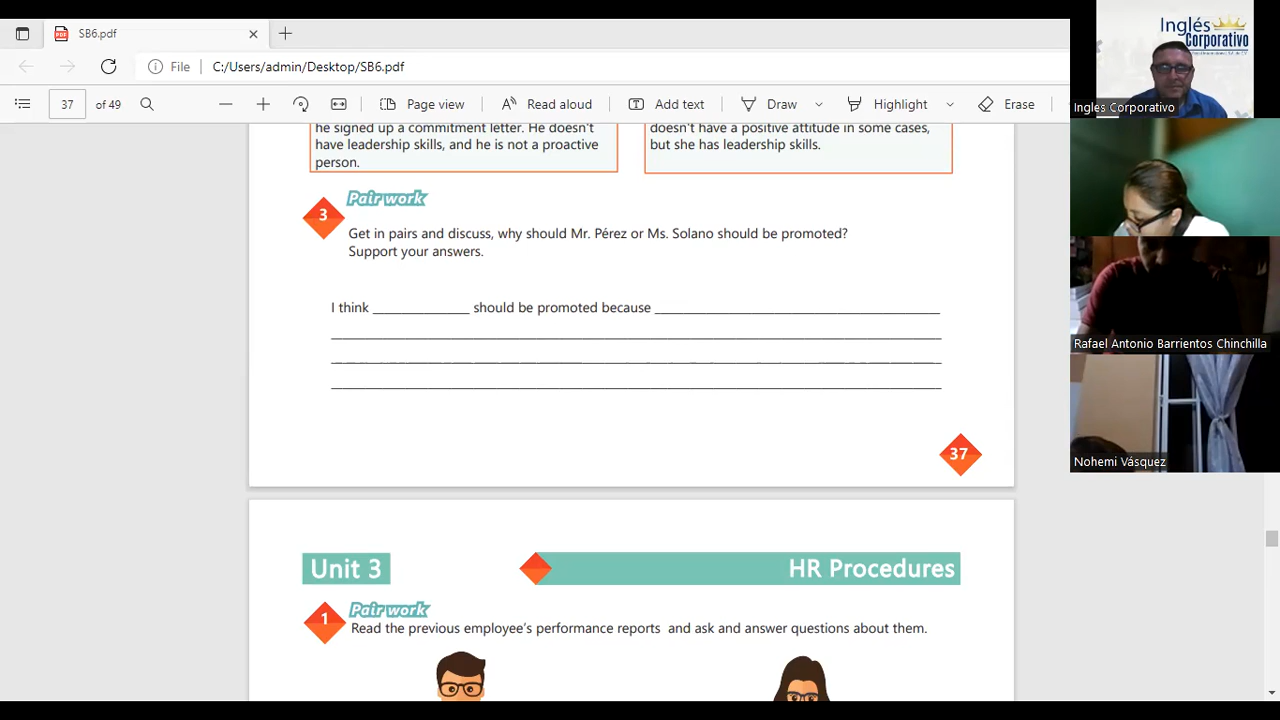 SB6.pdf
File C:/Users/admin/Desktop/SB6.pdf
37 of 49 Page view Read aloud Add text Draw Highlight Erase
he signed up a commitment letter. He doesn't
have leadership skills, and he is not a proactive
person.
doesn't have a positive attitude in some cases,
but she has leadership skills.
3
Pair work
Get in pairs and discuss, why should Mr. Pérez or Ms. Solano should be promoted?
Support your answers.
I think ____________ should be promoted because ____________________________________
37
Unit 3
HR Procedures
1
Pair work
Read the previous employee's performance reports and ask and answer questions about them.
Inglés
Corporativo
Ingles Corporativo
Rafael Antonio Barrientos Chinchilla
Nohemi Vásquez